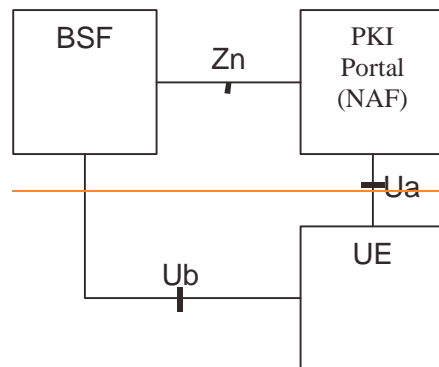 BSF
Zn
PKI
Portal
(NAF)
Ua
UE
Ub